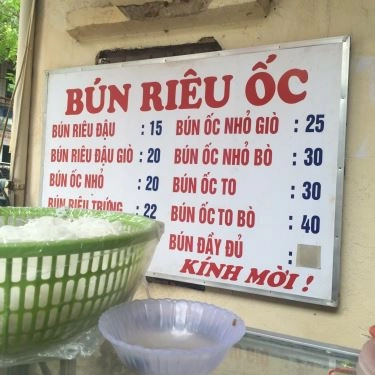 BÚN RIÊU ỐC
BÚN RIÊU ĐẬU : 15
BÚN RIÊU ĐẬU GIÒ : 20
BÚN ỐC NHỎ : 20
BÚN RIÊU TRỨNG : 22
BÚN ỐC NHỎ GIÒ : 25
BÚN ỐC NHỎ BÒ : 30
BÚN ỐC TO : 30
BÚN ỐC TO BÒ : 40
BÚN ĐẦY ĐỦ :
KÍNH MỜI !